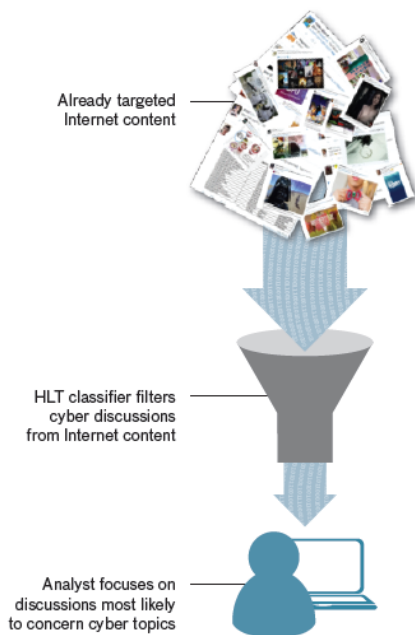 Already targeted
Internet content
HLT classifier filters
cyber discussions
from Internet content
Analyst focuses on
discussions most likely
to concern cyber topics